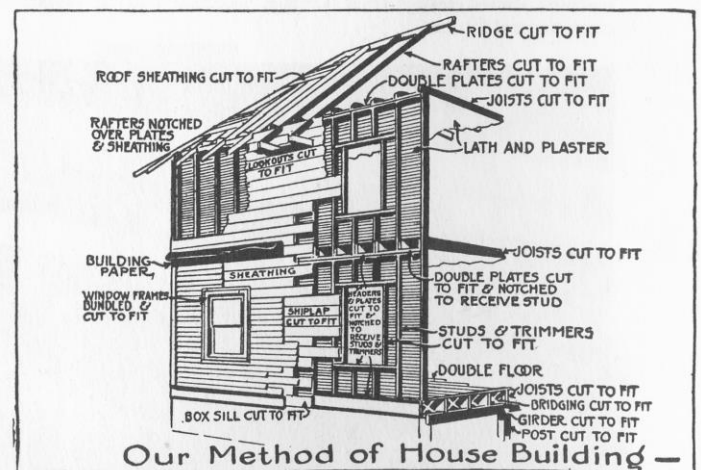 RIDGE CUT TO FIT
RAFTERS CUT TO FIT
ROOF SHEATHING CUT TO FIT
DOUBLE PLATES CUT TO FIT
JOISTS CUT TO FIT
RAFTERS NOTCHED
OVER PLATES
& SHEATHING
LOOKOUTS CUT
TO FIT
LATH AND PLASTER
BUILDING
PAPER
SHEATHING
JOISTS CUT TO FIT
DOUBLE PLATES CUT
TO FIT & NOTCHED
TO RECEIVE STUD
WINDOW FRAMES
BUNDLED &
CUT TO FIT
SHIPLAP
CUT TO FIT
HEADERS
& PLATES
CUT TO
FIT &
NOTCHED
TO
RECEIVE
STUDS &
TRIMMERS
STUDS & TRIMMERS
CUT TO FIT
DOUBLE FLOOR
JOISTS CUT TO FIT
BRIDGING CUT TO FIT
GIRDER CUT TO FIT
POST CUT TO FIT
BOX SILL CUT TO FIT
Our Method of House Building —